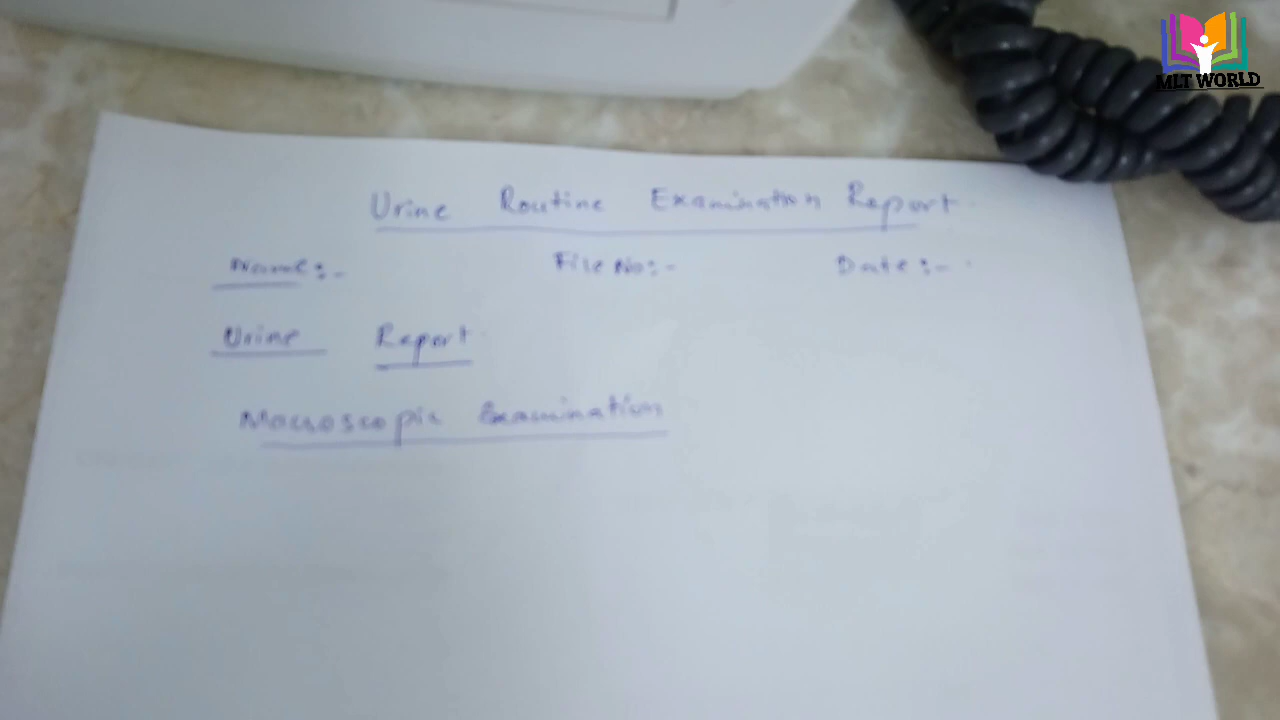 MLT WORLD
Urine Routine Examination Report
Name:- File No:- Date:-
Urine Report
Macroscopic Examination